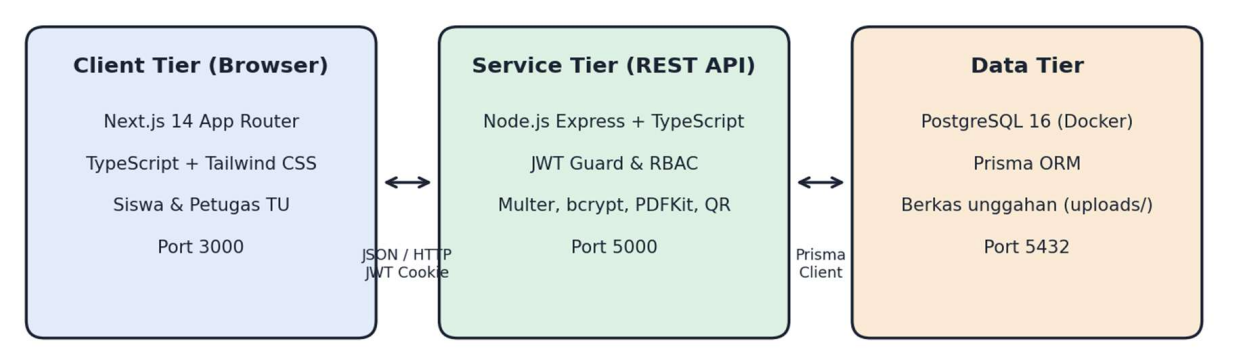 Client Tier (Browser)
Next.js 14 App Router
TypeScript + Tailwind CSS
Siswa & Petugas TU
Port 3000
JSON / HTTP
JWT Cookie
Service Tier (REST API)
Node.js Express + TypeScript
JWT Guard & RBAC
Multer, bcrypt, PDFKit, QR
Port 5000
Prisma
Client
Data Tier
PostgreSQL 16 (Docker)
Prisma ORM
Berkas unggahan (uploads/)
Port 5432